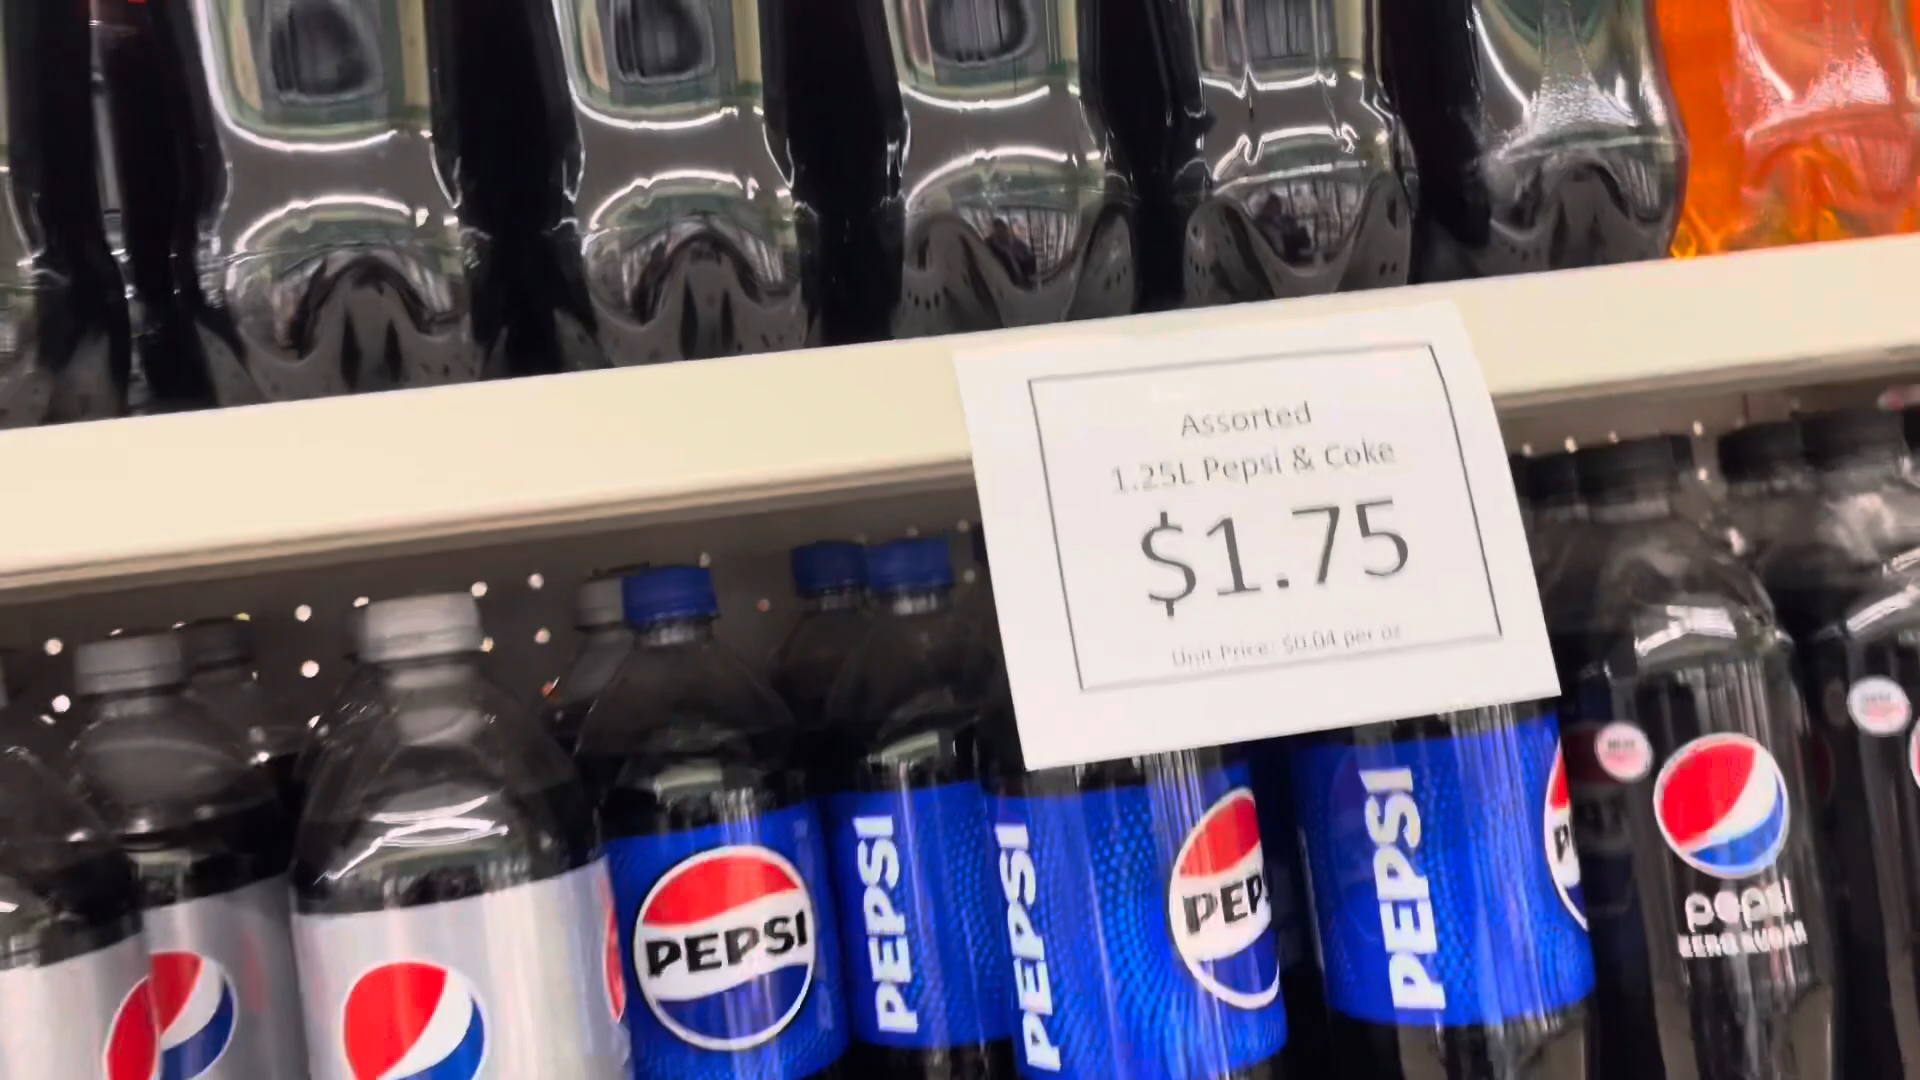 Assorted
1.25L Pepsi & Coke
$1.75
Unit Price: $0.04 per oz
PEPSI
PEPSI
PEPSI
PEP
PEPSI
P
pepsi
ZERO SUGAR